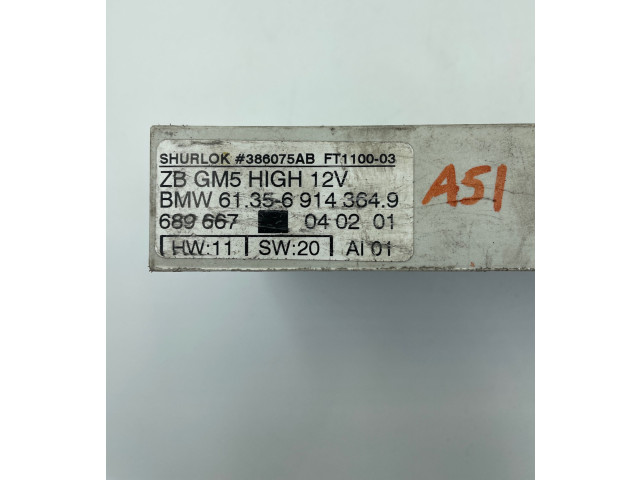 SHURLOK #386075AB FT1100-03
ZB GM5 HIGH 12V
BMW 61.35-6 914 364.9
689 667 04 02 01
HW:11 SW:20 AI 01
A51